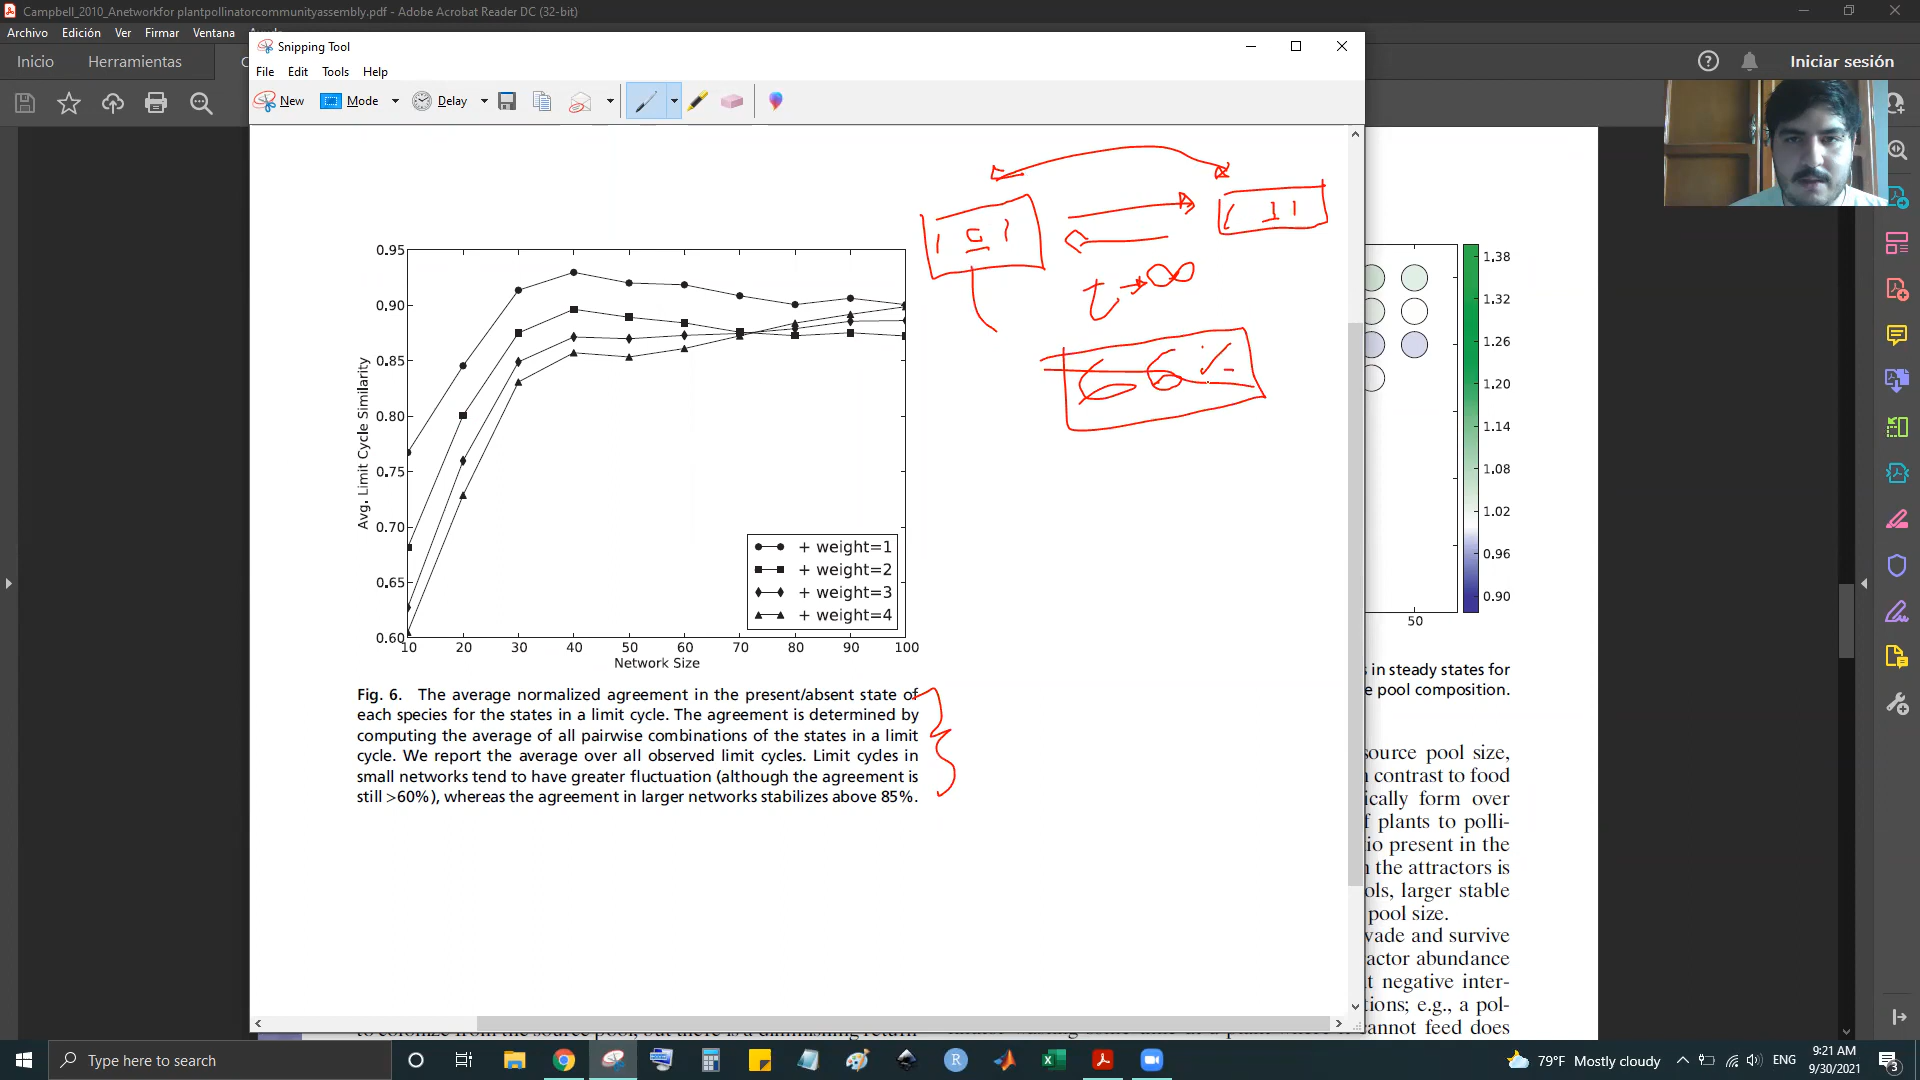 Campbell_2010_Anetworkfor plantpollinatorcommunityassembly.pdf - Adobe Acrobat Reader DC (32-bit)
Archivo Edición Ver Firmar Ventana
Inicio Herramientas
Iniciar sesión
Snipping Tool
File Edit Tools Help
New Mode Delay
0.95
0.90
0.85
0.80
0.75
0.70
0.65
0.60
Avg. Limit Cycle Similarity
+ weight=1
+ weight=2
+ weight=3
+ weight=4
10 20 30 40 50 60 70 80 90 100
Network Size
t→∞
66%
Fig. 6. The average normalized agreement in the present/absent state of
each species for the states in a limit cycle. The agreement is determined by
computing the average of all pairwise combinations of the states in a limit
cycle. We report the average over all observed limit cycles. Limit cycles in
small networks tend to have greater fluctuation (although the agreement is
still >60%), whereas the agreement in larger networks stabilizes above 85%.
1.38
1.32
1.26
1.20
1.14
1.08
1.02
0.96
0.90
50
in steady states for
e pool composition.
source pool size,
contrast to food
ically form over
f plants to polli-
io present in the
the attractors is
ols, larger stable
pool size.
vade and survive
actor abundance
t negative inter-
tions; e.g., a pol-
cannot feed does
Type here to search
79°F Mostly cloudy
ENG
9:21 AM
9/30/2021
3